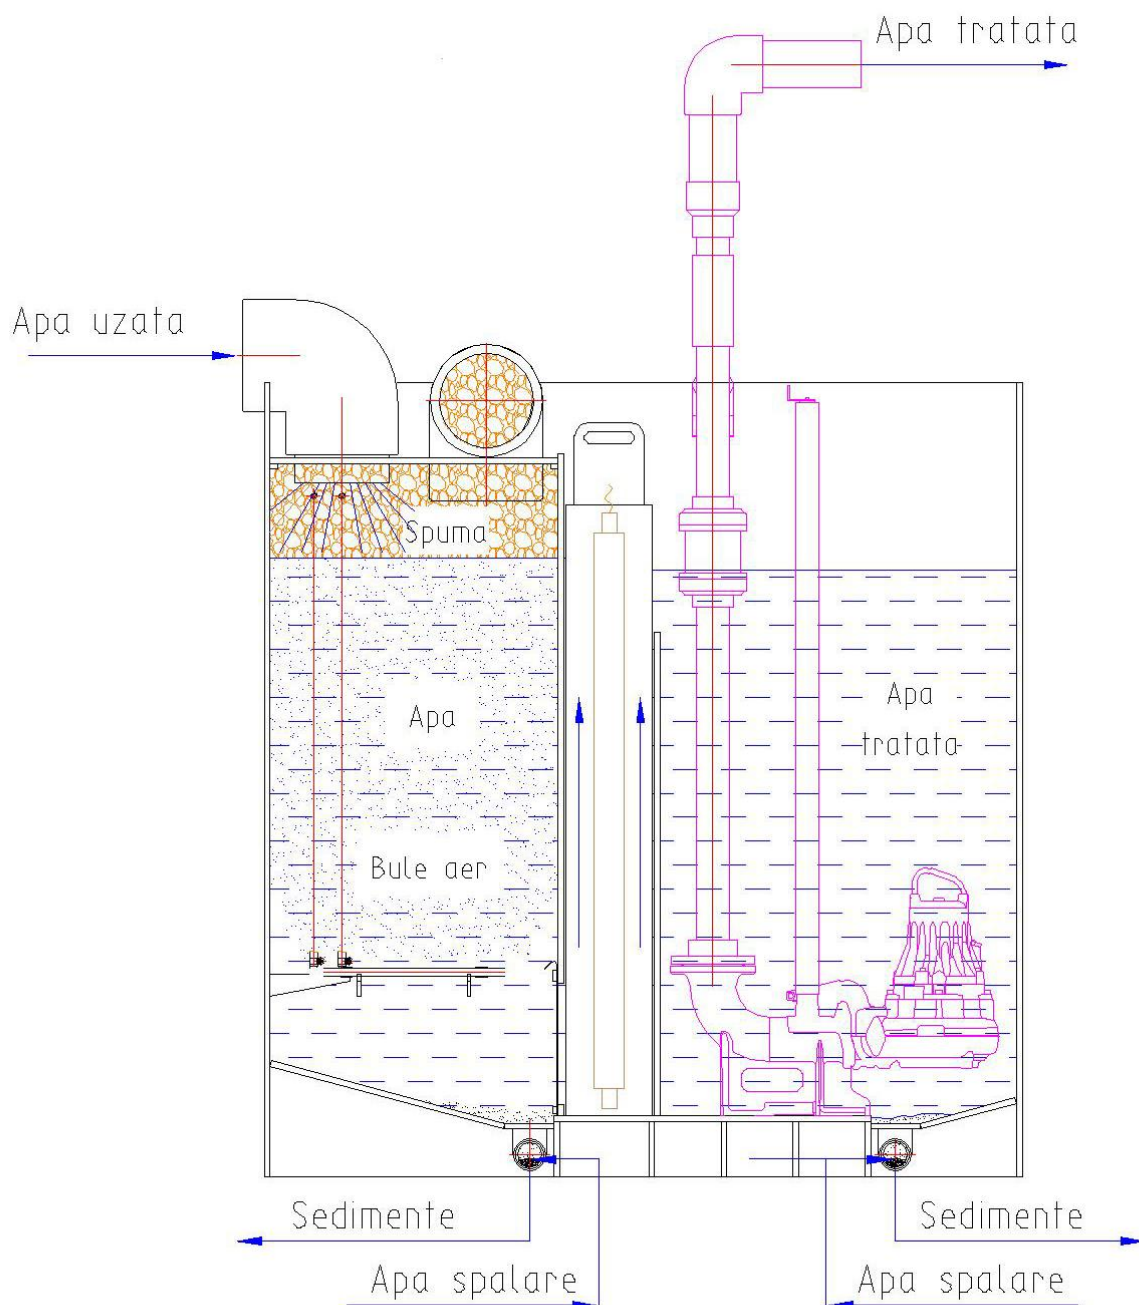 Apa tratata
Apa uzata
Spuma
Apa
Apa
tratata
Bule aer
Sedimente
Sedimente
Apa spalare
Apa spalare